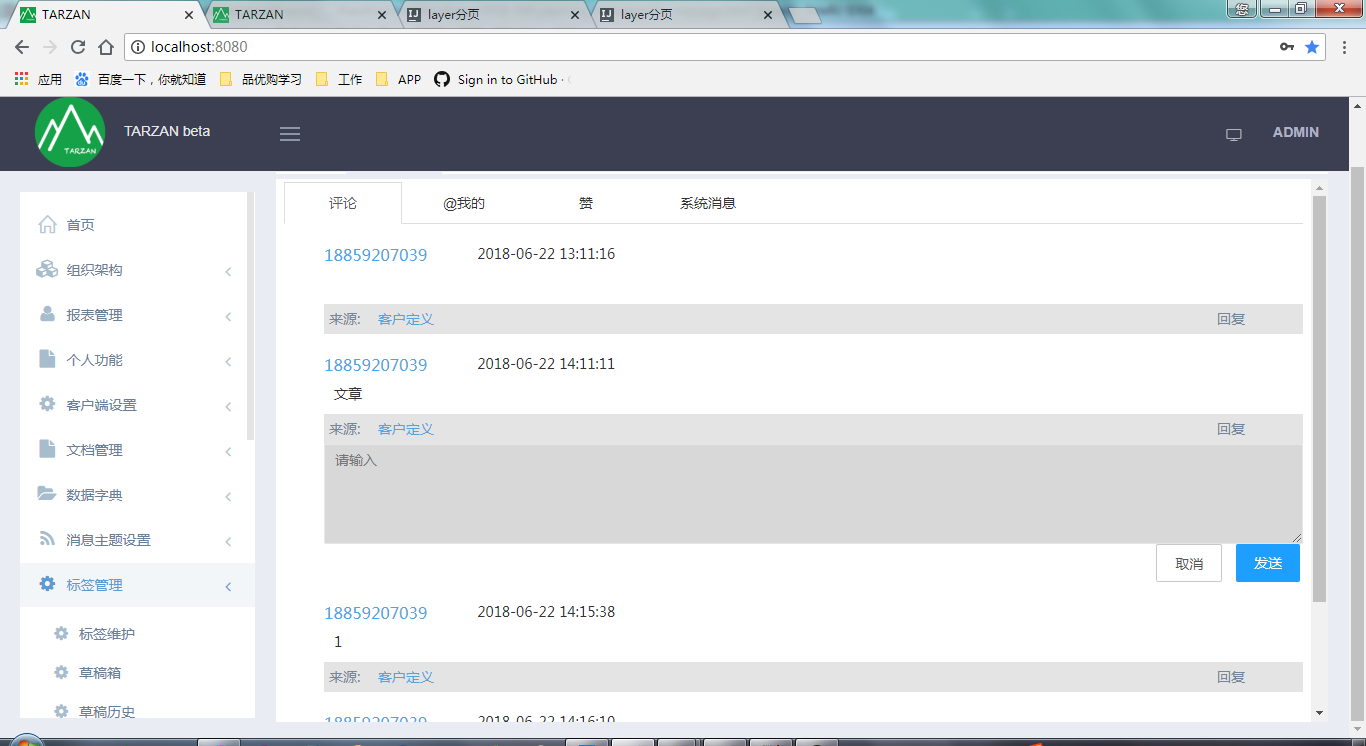 TARZAN
TARZAN
layer分页
layer分页
您
localhost:8080
应用
百度一下，你就知道
品优购学习
工作
APP
Sign in to GitHub ·
TARZAN
TARZAN beta
ADMIN
首页
组织架构
报表管理
个人功能
客户端设置
文档管理
数据字典
消息主题设置
标签管理
标签维护
草稿箱
草稿历史
评论
@我的
赞
系统消息
18859207039 2018-06-22 13:11:16
来源: 客户定义 回复
18859207039 2018-06-22 14:11:11
文章
来源: 客户定义 回复
请输入
取消 发送
18859207039 2018-06-22 14:15:38
1
来源: 客户定义 回复
18859207039 2018-06-22 14:16:10